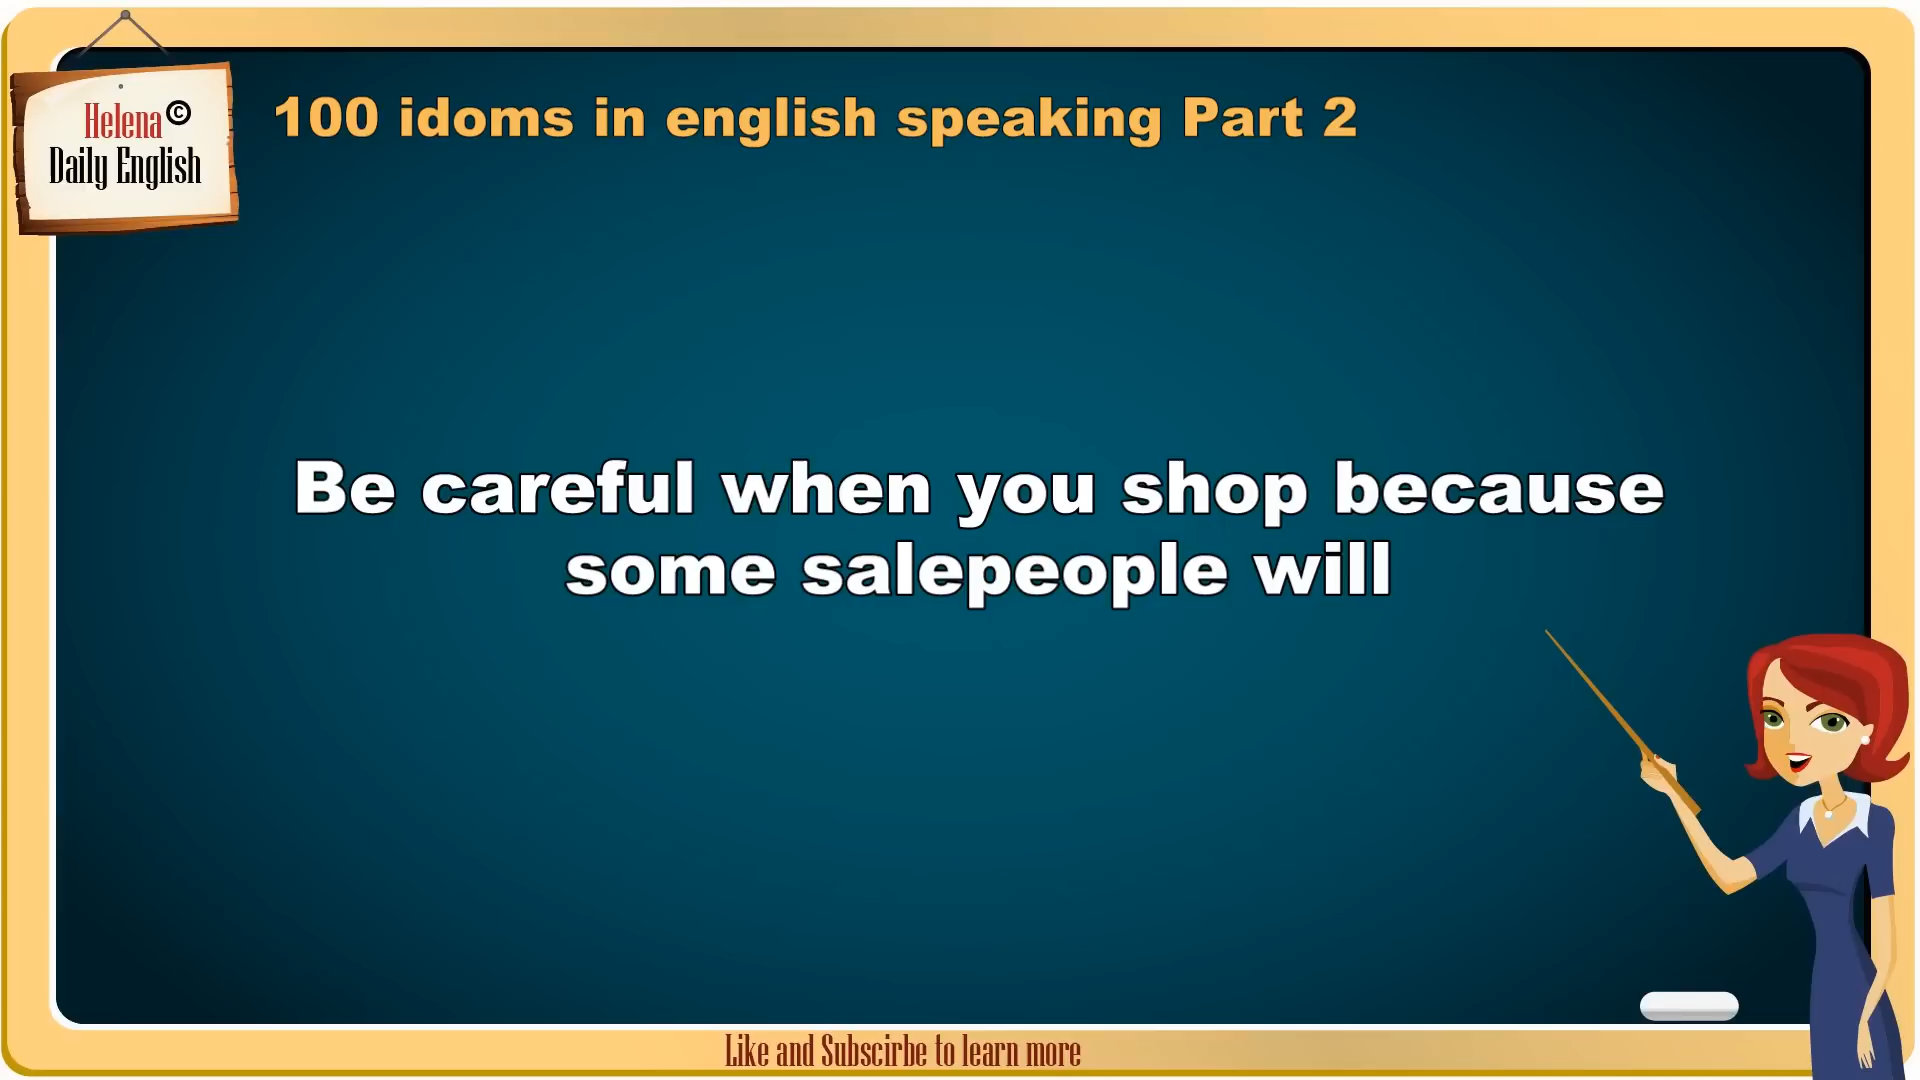 Helena ©
Daily English
100 idoms in english speaking Part 2
Be careful when you shop because
some salepeople will
Like and Subscirbe to learn more